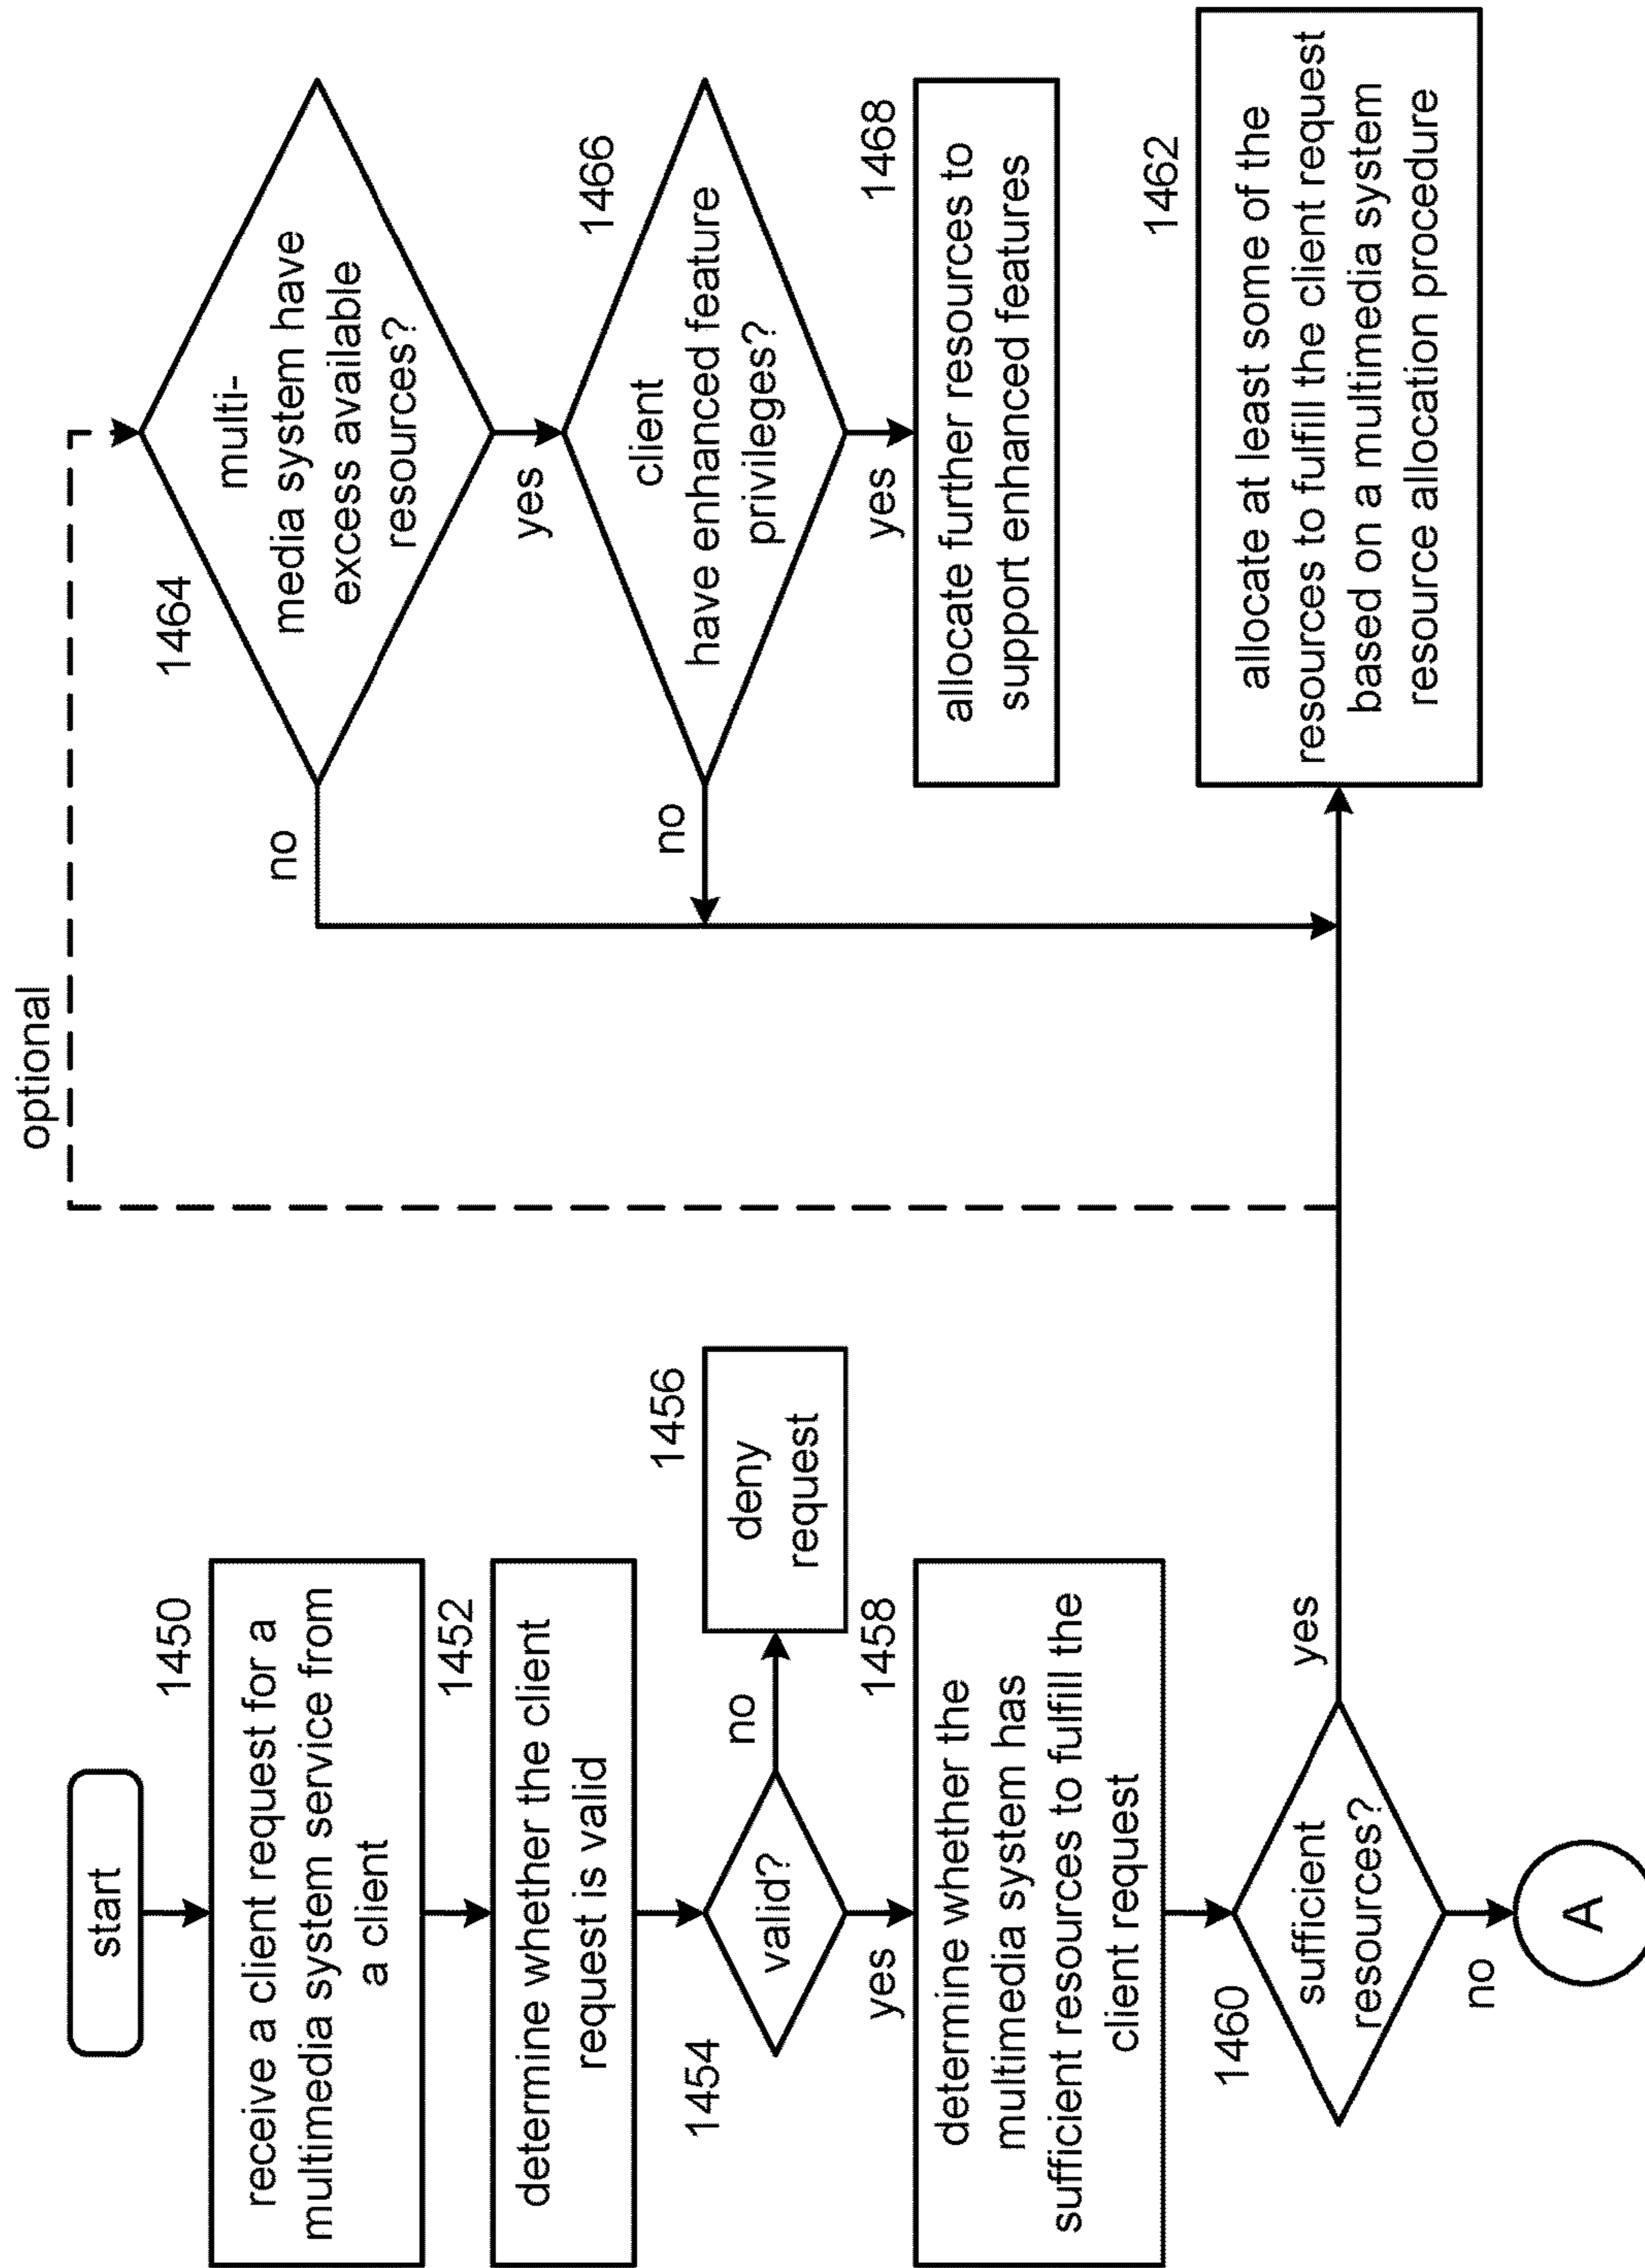 start
1450
receive a client request for a
multimedia system service from
a client
1452
determine whether the client
request is valid
1454
valid?
no
1456
deny
request
yes
1458
determine whether the
multimedia system has
sufficient resources to fulfill the
client request
1460
sufficient
resources?
no
A
yes
optional
1464
multi-
media system have
excess available
resources?
no
yes
1466
client
have enhanced feature
privileges?
no
yes
1468
allocate further resources to
support enhanced features
1462
allocate at least some of the
resources to fulfill the client request
based on a multimedia system
resource allocation procedure